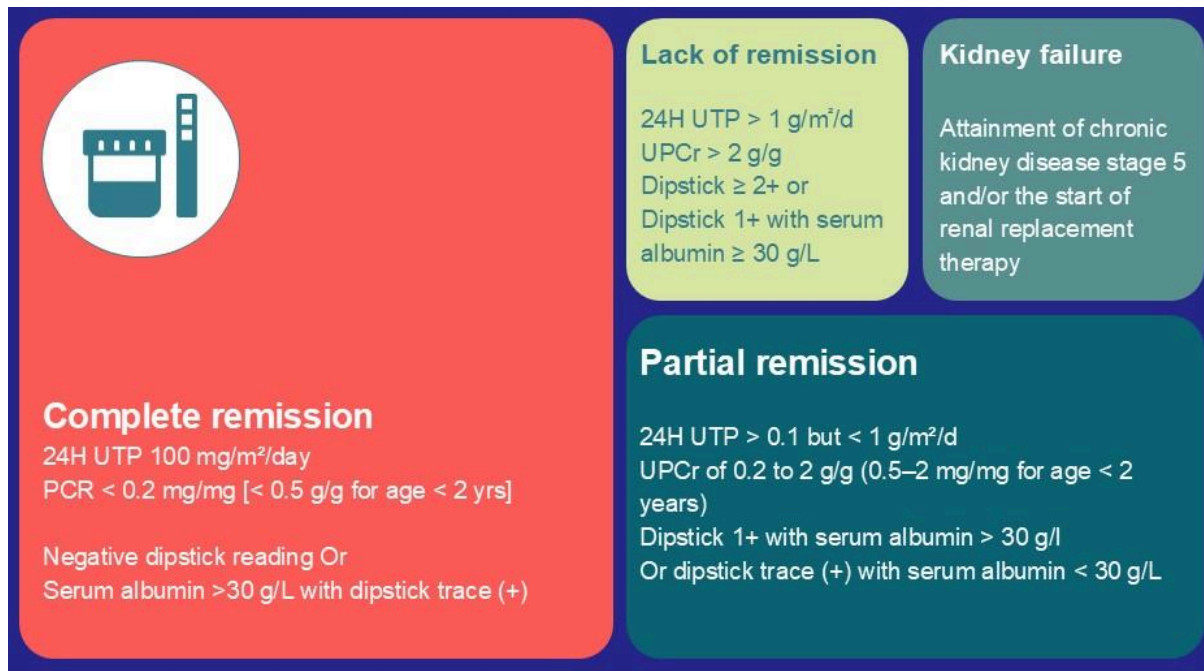 Complete remission
24H UTP 100 mg/m²/day
PCR < 0.2 mg/mg [< 0.5 g/g for age < 2 yrs]
Negative dipstick reading Or
Serum albumin >30 g/L with dipstick trace (+)
Lack of remission
24H UTP > 1 g/m²/d
UPCr > 2 g/g
Dipstick ≥ 2+ or
Dipstick 1+ with serum
albumin ≥ 30 g/L
Kidney failure
Attainment of chronic
kidney disease stage 5
and/or the start of
renal replacement
therapy
Partial remission
24H UTP > 0.1 but < 1 g/m²/d
UPCr of 0.2 to 2 g/g (0.5–2 mg/mg for age < 2
years)
Dipstick 1+ with serum albumin > 30 g/l
Or dipstick trace (+) with serum albumin < 30 g/L